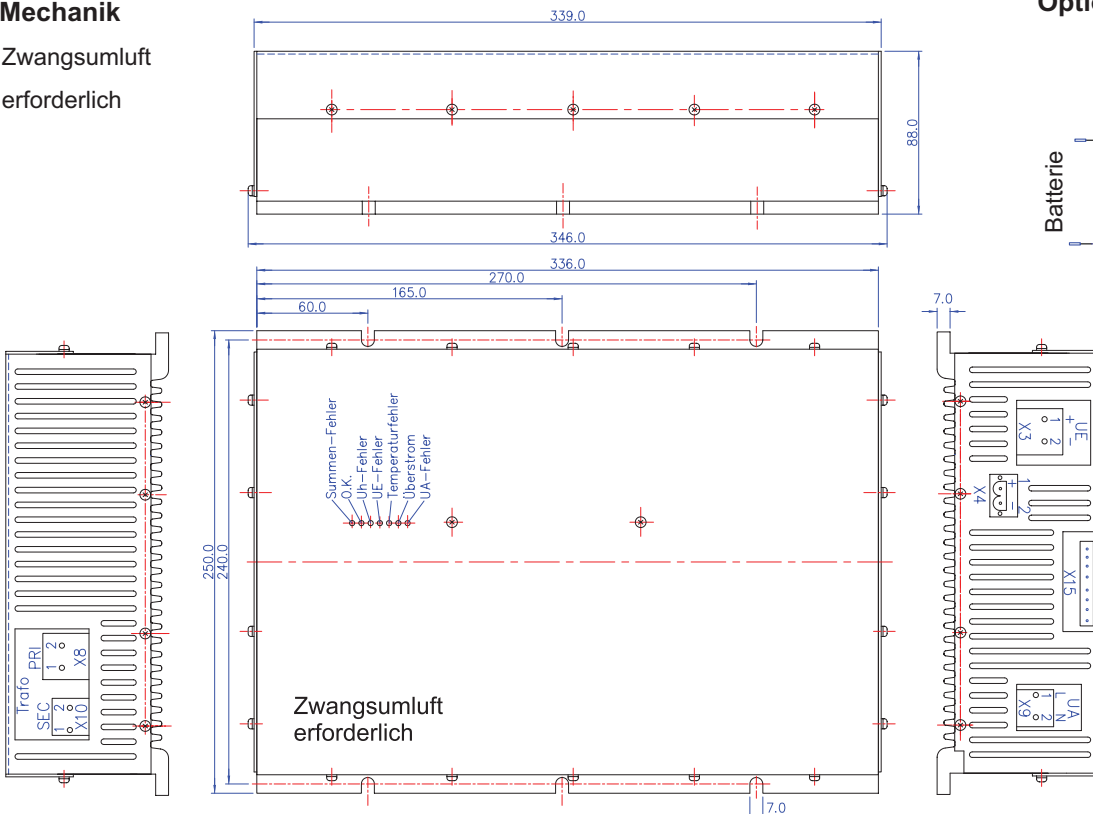 Mechanik
Zwangsumluft
erforderlich
339.0
88.0
346.0
336.0
270.0
165.0
60.0
250.0
240.0
Summen-Fehler
O.K.
Uh-Fehler
UE-Fehler
Temperaturfehler
Überstrom
UA-Fehler
Zwangsumluft
erforderlich
7.0
Trafo
PRI
1 2
X8
SEC
1 2
X10
7.0
UE
+ -
1 2
X3
X4
+ -
1 2
X15
UA
L N
1 2
X9
Batterie